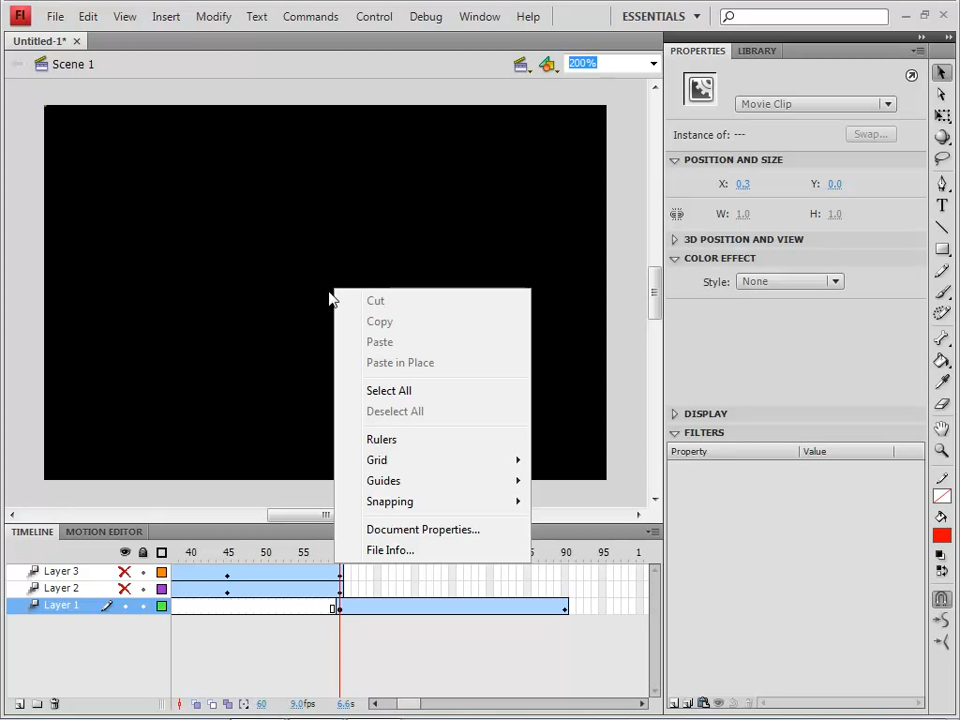 Fl File Edit View Insert Modify Text Commands Control Debug Window Help ESSENTIALS
Untitled-1*
Scene 1 200%
PROPERTIES LIBRARY
Movie Clip
Instance of: --- Swap...
POSITION AND SIZE
X: 0.3 Y: 0.0
W: 1.0 H: 1.0
3D POSITION AND VIEW
COLOR EFFECT
Style: None
DISPLAY
FILTERS
Property Value
Cut
Copy
Paste
Paste in Place
Select All
Deselect All
Rulers
Grid
Guides
Snapping
Document Properties...
File Info...
TIMELINE MOTION EDITOR
40 45 50 55 85 90 1
Layer 3
Layer 2
Layer 1
60 9.0fps 6.6s